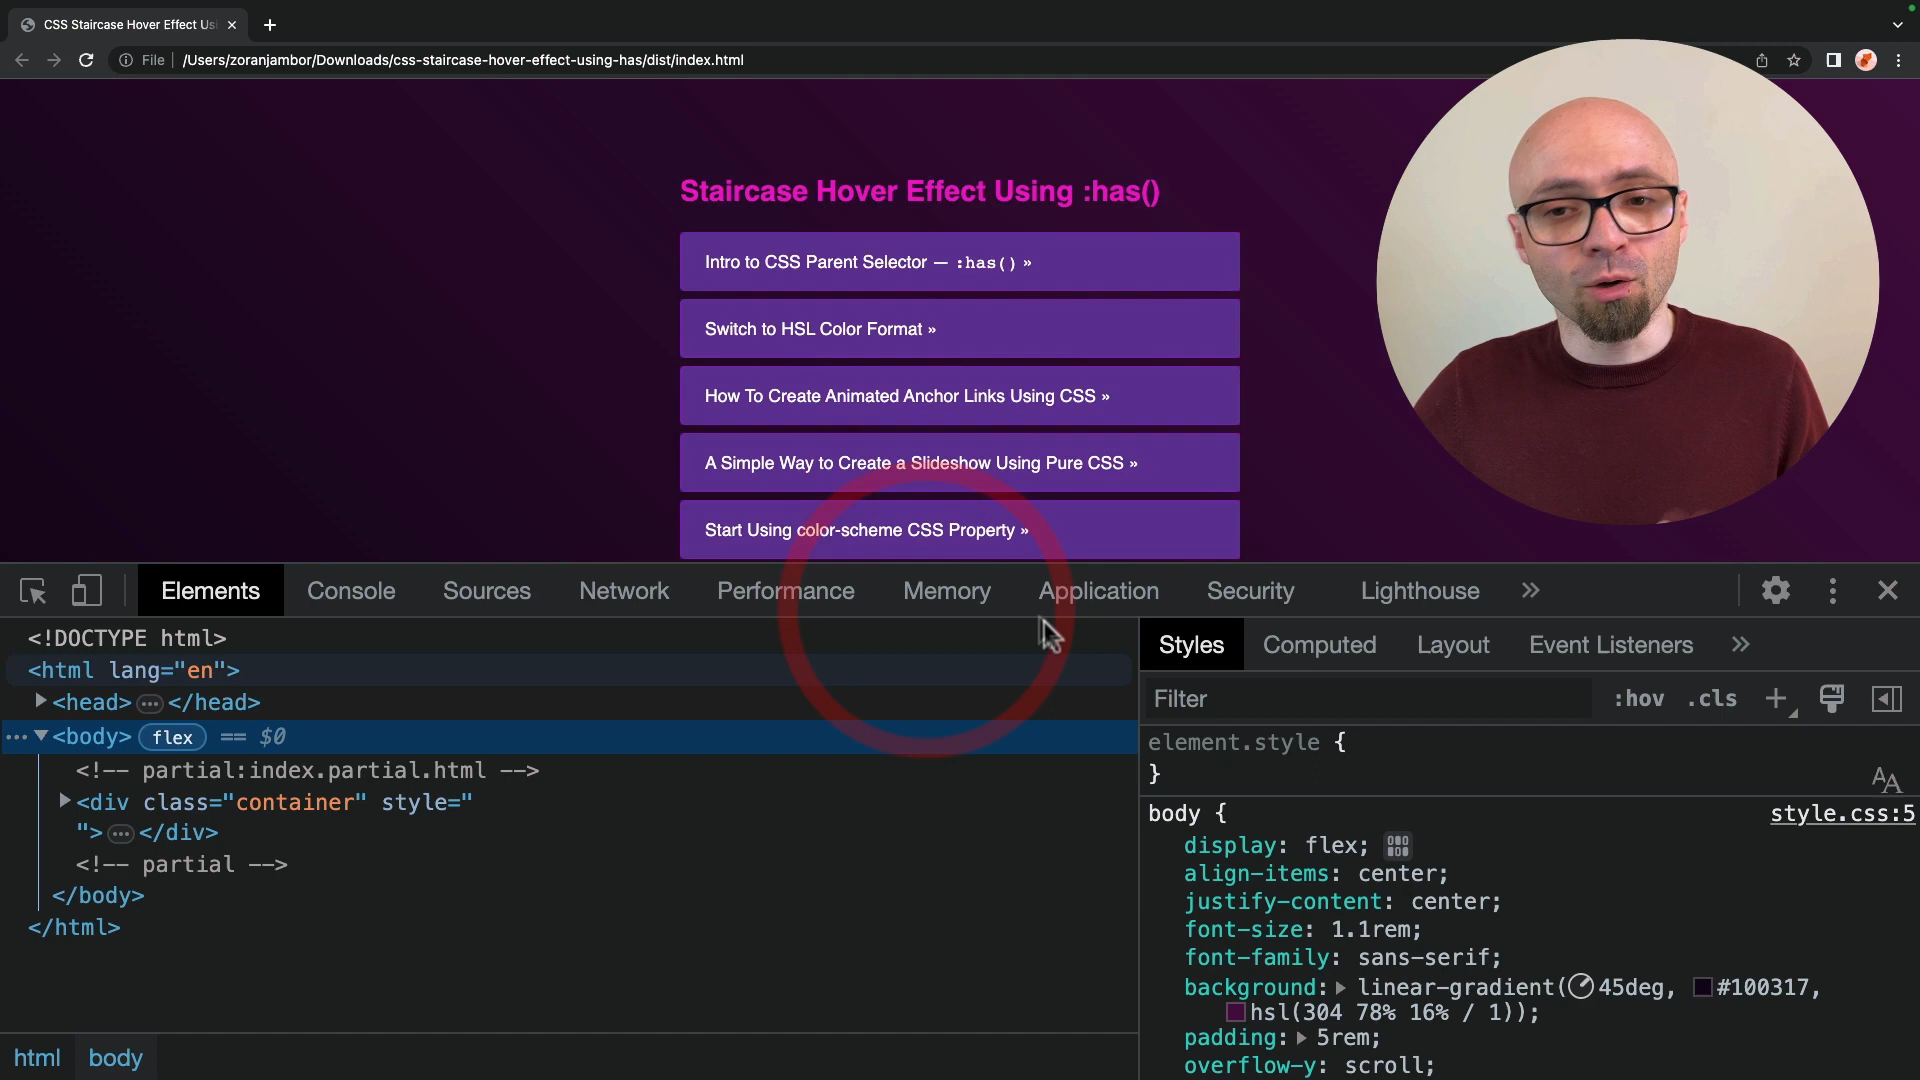 CSS Staircase Hover Effect Usi
File
/Users/zoranjambor/Downloads/css-staircase-hover-effect-using-has/dist/index.html
Staircase Hover Effect Using :has()
Intro to CSS Parent Selector — :has() »
Switch to HSL Color Format »
How To Create Animated Anchor Links Using CSS »
A Simple Way to Create a Slideshow Using Pure CSS »
Start Using color-scheme CSS Property »
Elements Console Sources Network Performance Memory Application Security Lighthouse »
<!DOCTYPE html>
<html lang="en">
<head> … </head>
… <body> flex == $0
<!-- partial:index.partial.html -->
<div class="container" style="
"> … </div>
<!-- partial -->
</body>
</html>
html body
Styles Computed Layout Event Listeners »
Filter :hov .cls +
element.style {
}
body { style.css:5
display: flex;
align-items: center;
justify-content: center;
font-size: 1.1rem;
font-family: sans-serif;
background: linear-gradient(45deg, #100317,
hsl(304 78% 16% / 1));
padding: 5rem;
overflow-y: scroll;